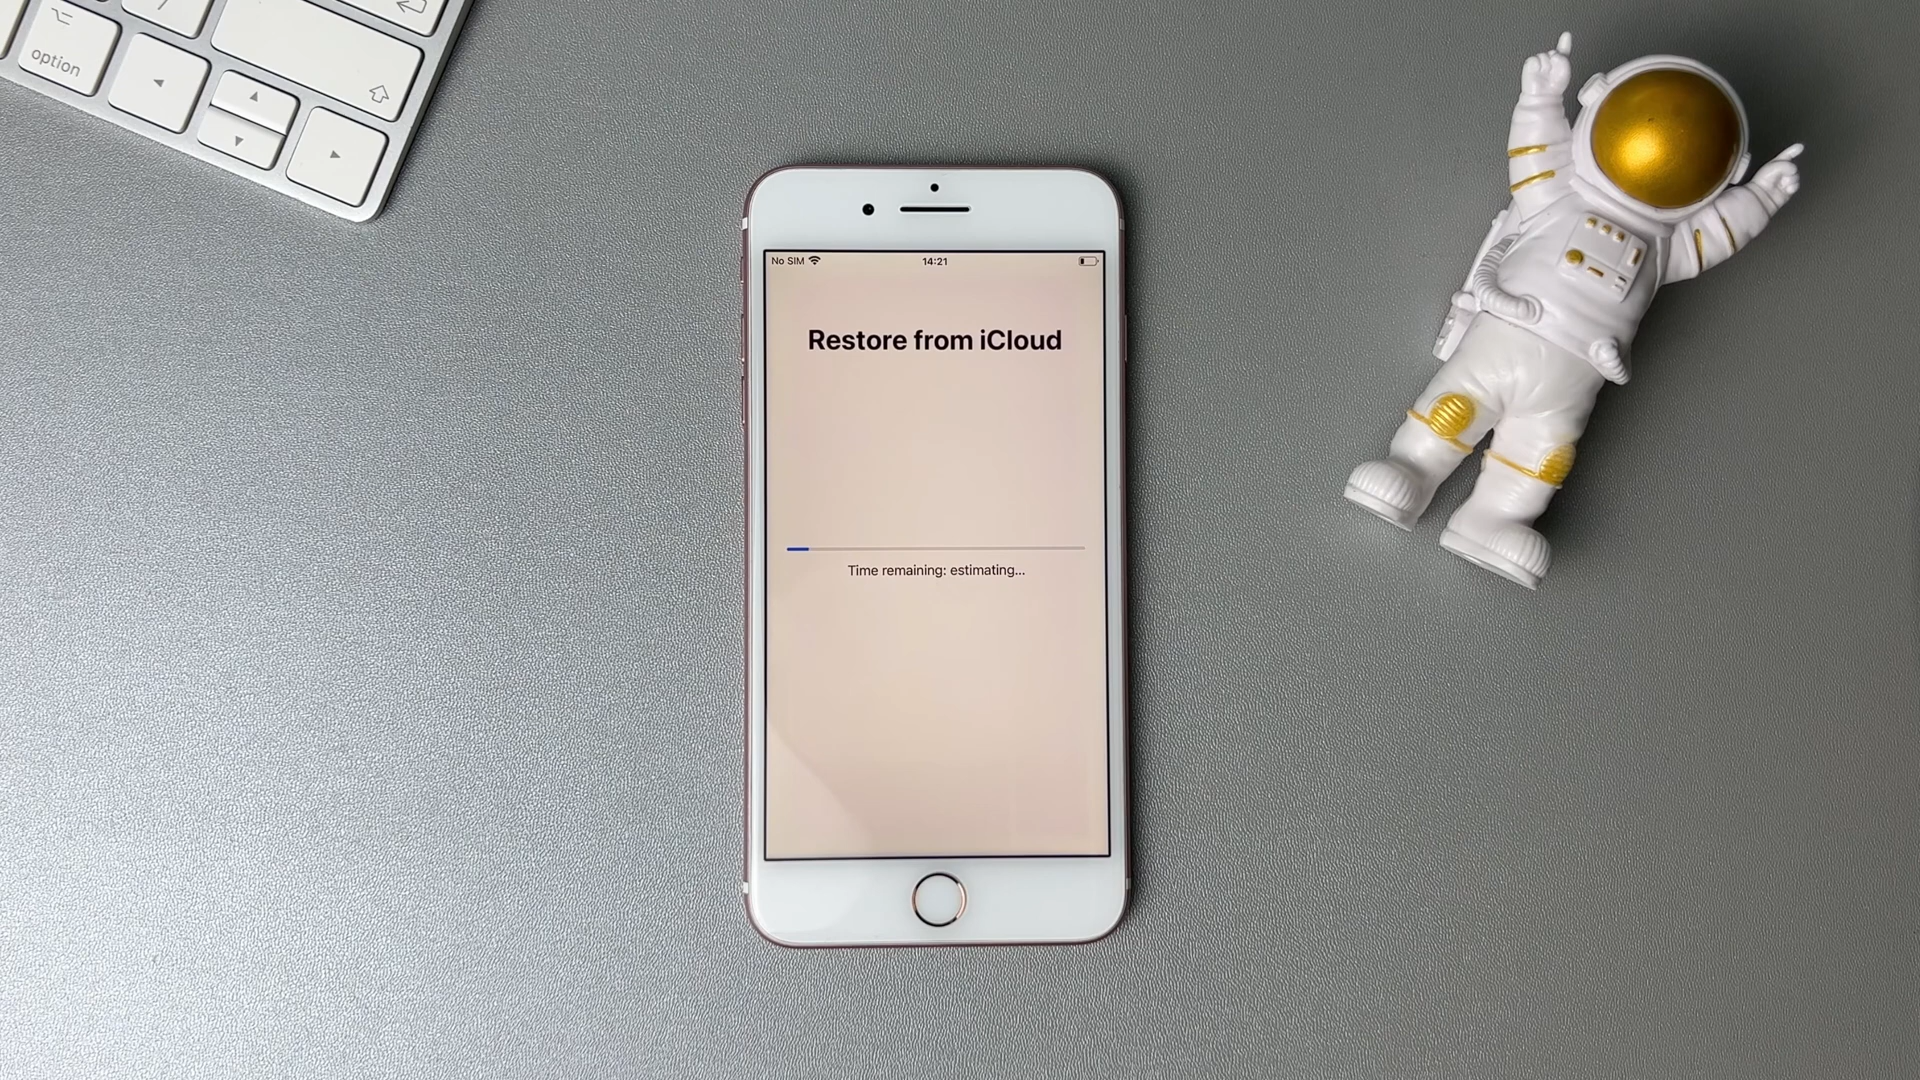 option
No SIM 14:21
Restore from iCloud
Time remaining: estimating...